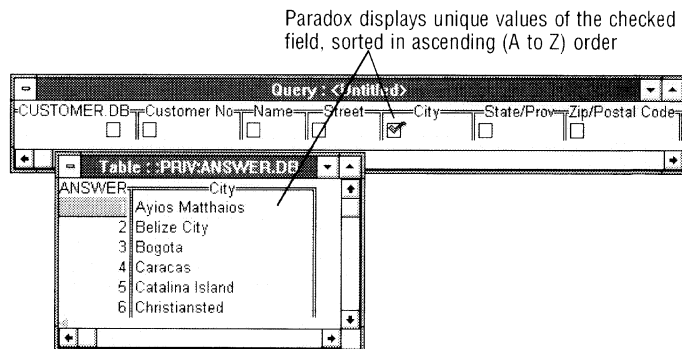 Paradox displays unique values of the checked
field, sorted in ascending (A to Z) order
Query : <Untitled>
CUSTOMER.DB Customer No Name Street City State/Prov Zip/Postal Code
Table : :PRIV:ANSWER.DB
ANSWER City
Ayios Matthaios
2 Belize City
3 Bogota
4 Caracas
5 Catalina Island
6 Christiansted